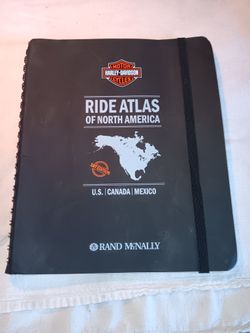 MOTOR
HARLEY-DAVIDSON
CYCLES
RIDE ATLAS
OF NORTH AMERICA
U.S. | CANADA | MEXICO
RAND McNALLY